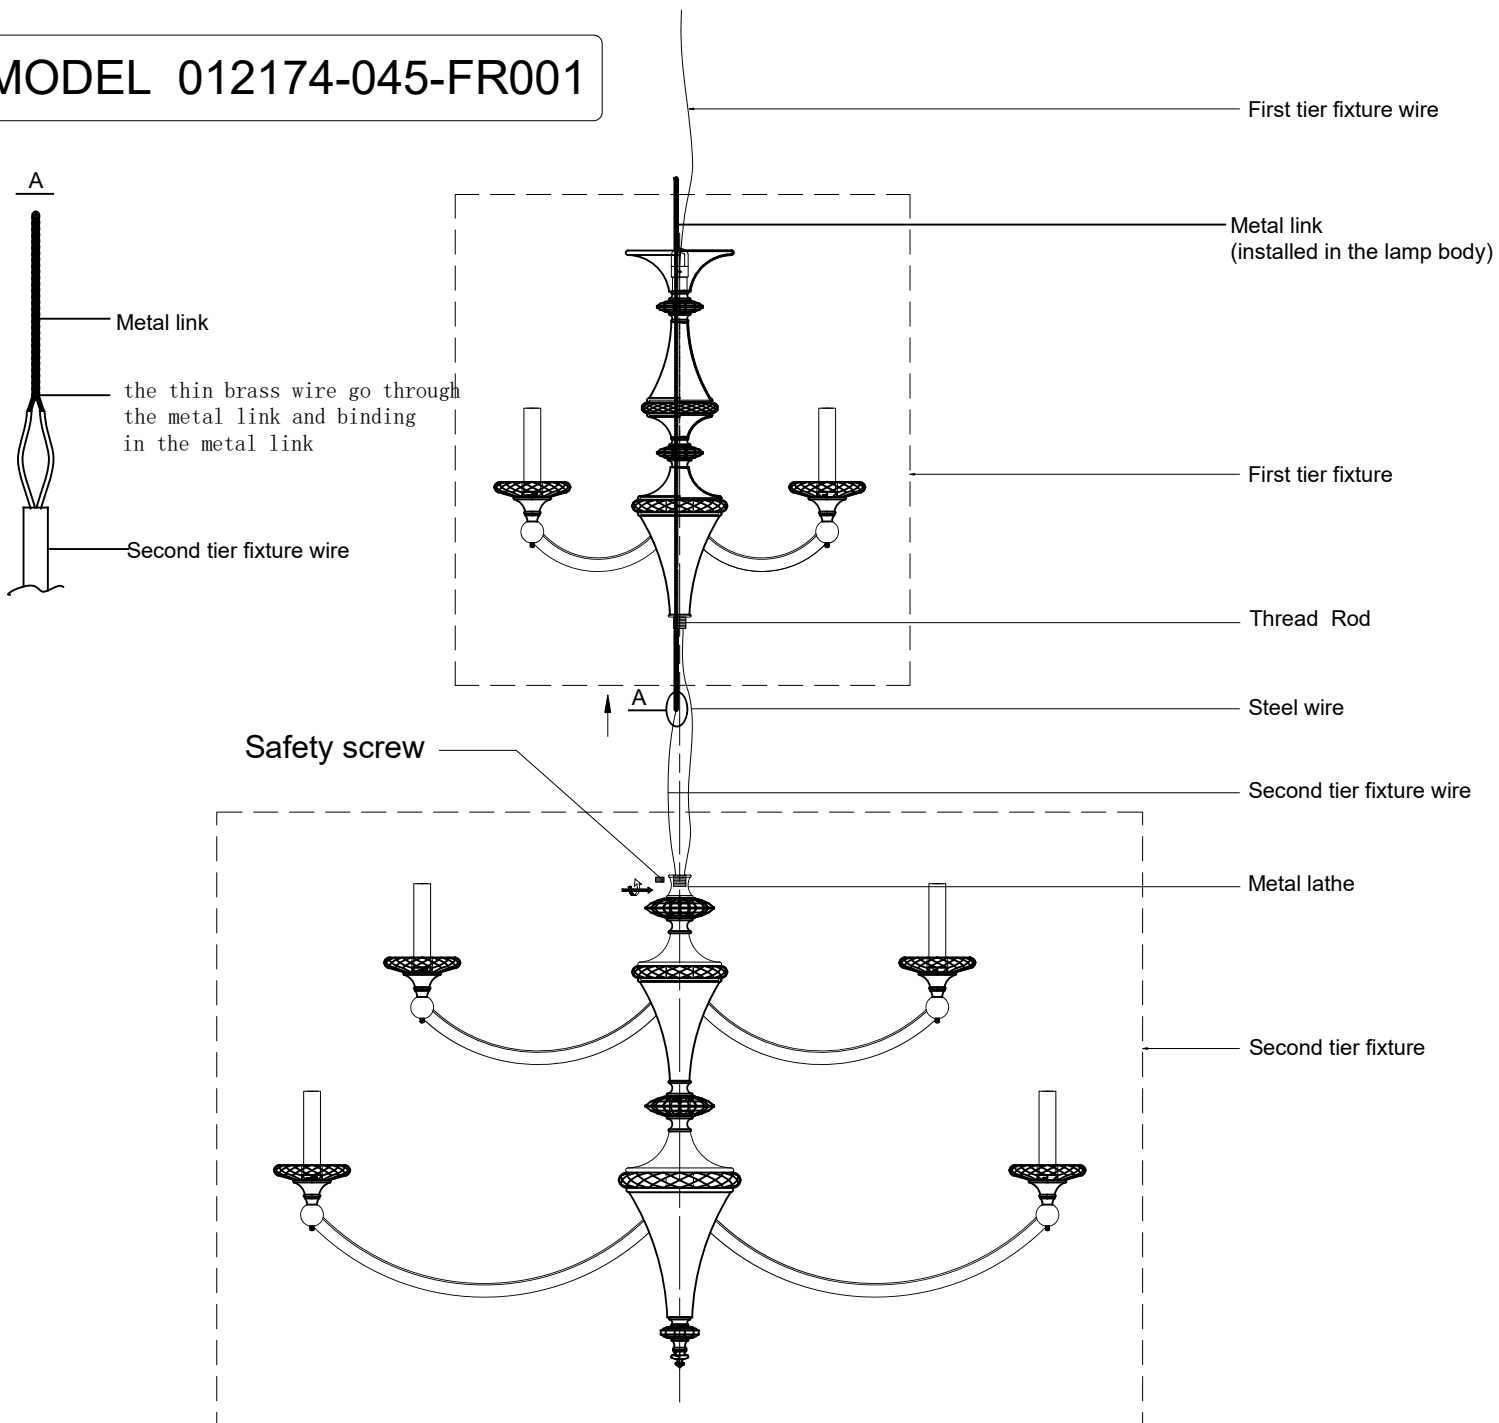 MODEL 012174-045-FR001
First tier fixture wire
A
Metal link
(installed in the lamp body)
Metal link
the thin brass wire go through
the metal link and binding
in the metal link
First tier fixture
Second tier fixture wire
Thread Rod
A
Steel wire
Safety screw
Second tier fixture wire
Metal lathe
Second tier fixture